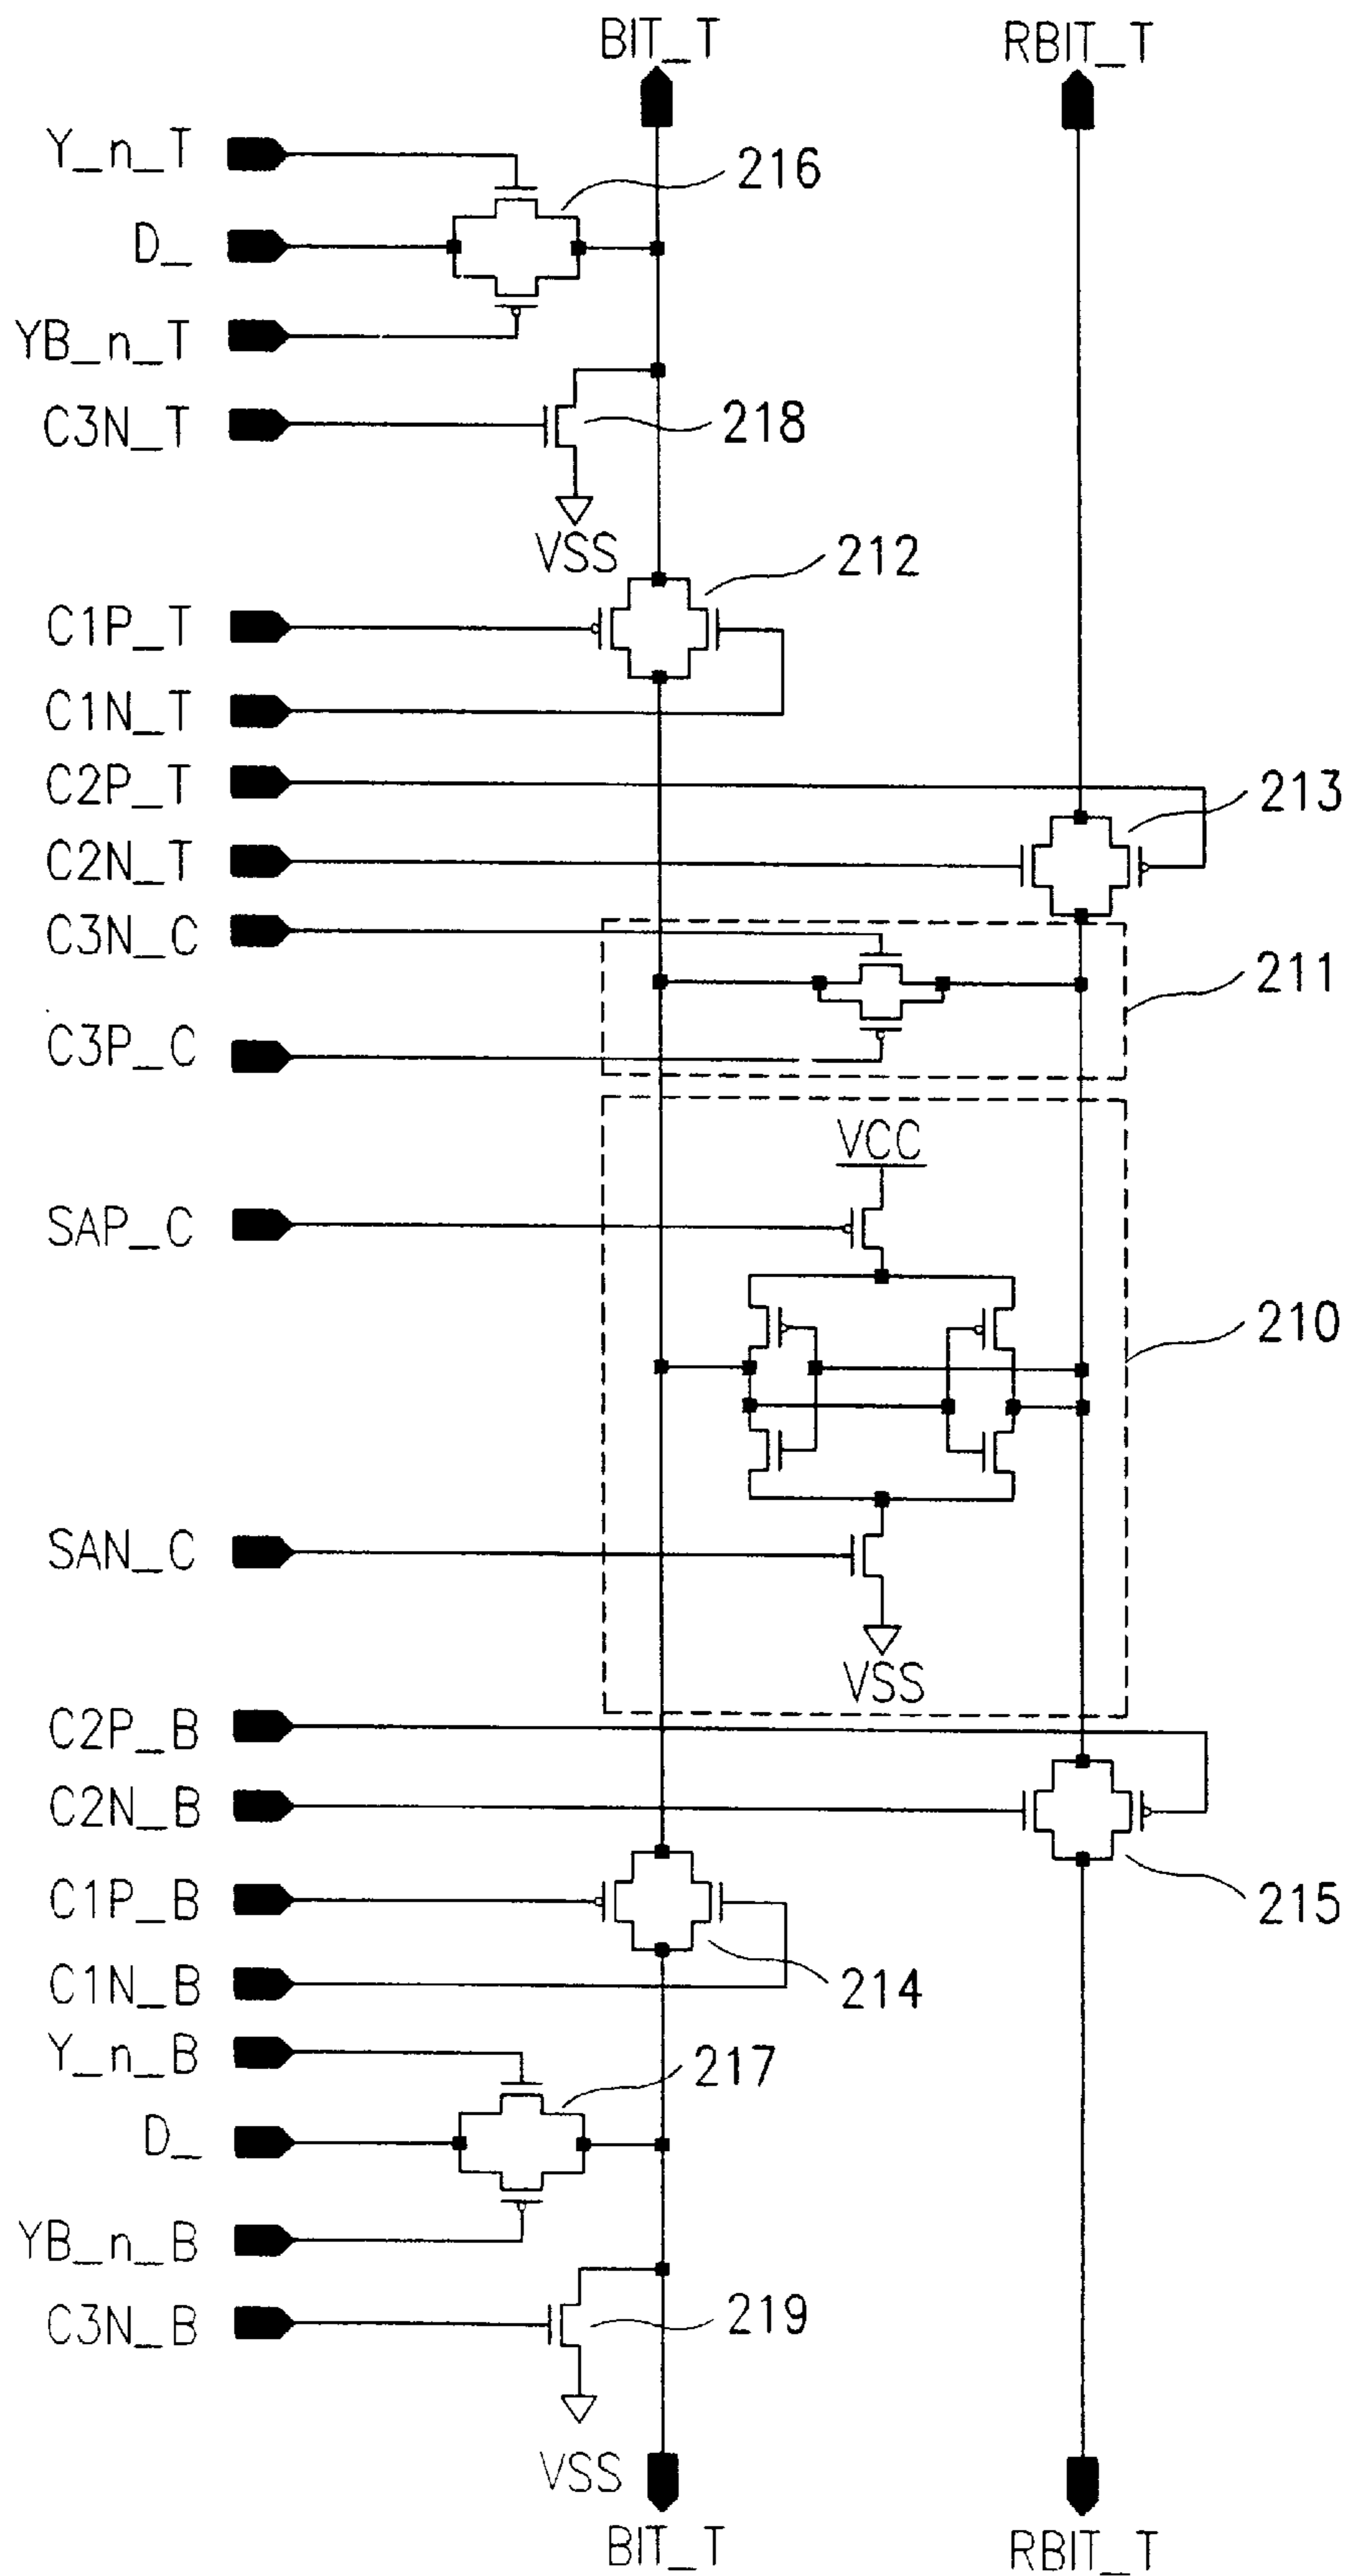 BIT_T RBIT_T
Y_n_T
216
D_
YB_n_T
C3N_T
218
VSS
212
C1P_T
C1N_T
C2P_T
213
C2N_T
C3N_C
211
C3P_C
VCC
SAP_C
210
SAN_C
VSS
C2P_B
C2N_B
C1P_B
215
C1N_B
214
Y_n_B
217
D_
YB_n_B
C3N_B
219
VSS
BIT_T RBIT_T